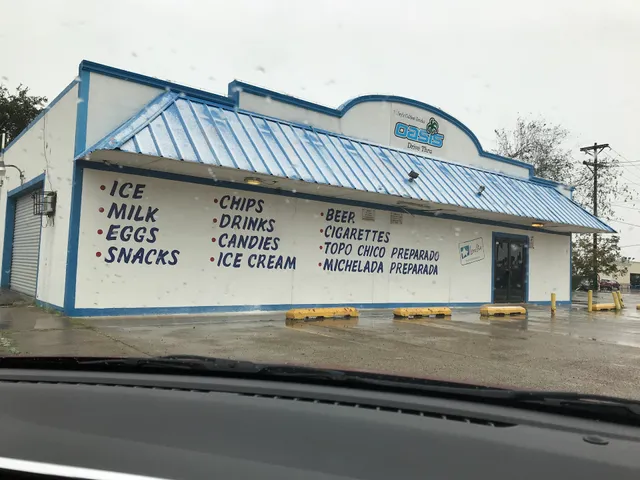 OASIS
Drive Thru
• ICE
• MILK
• EGGS
• SNACKS
• CHIPS
• DRINKS
• CANDIES
• ICE CREAM
• BEER
• CIGARETTES
• TOPO CHICO PREPARADO
• MICHELADA PREPARADA